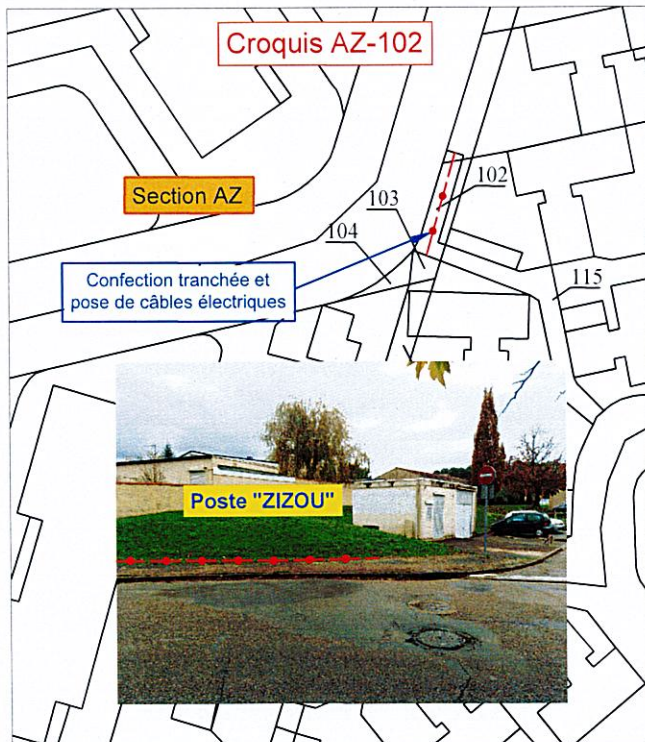 Croquis AZ-102
Section AZ
102
103
104
115
Confection tranchée et
pose de câbles électriques
Poste "ZIZOU"